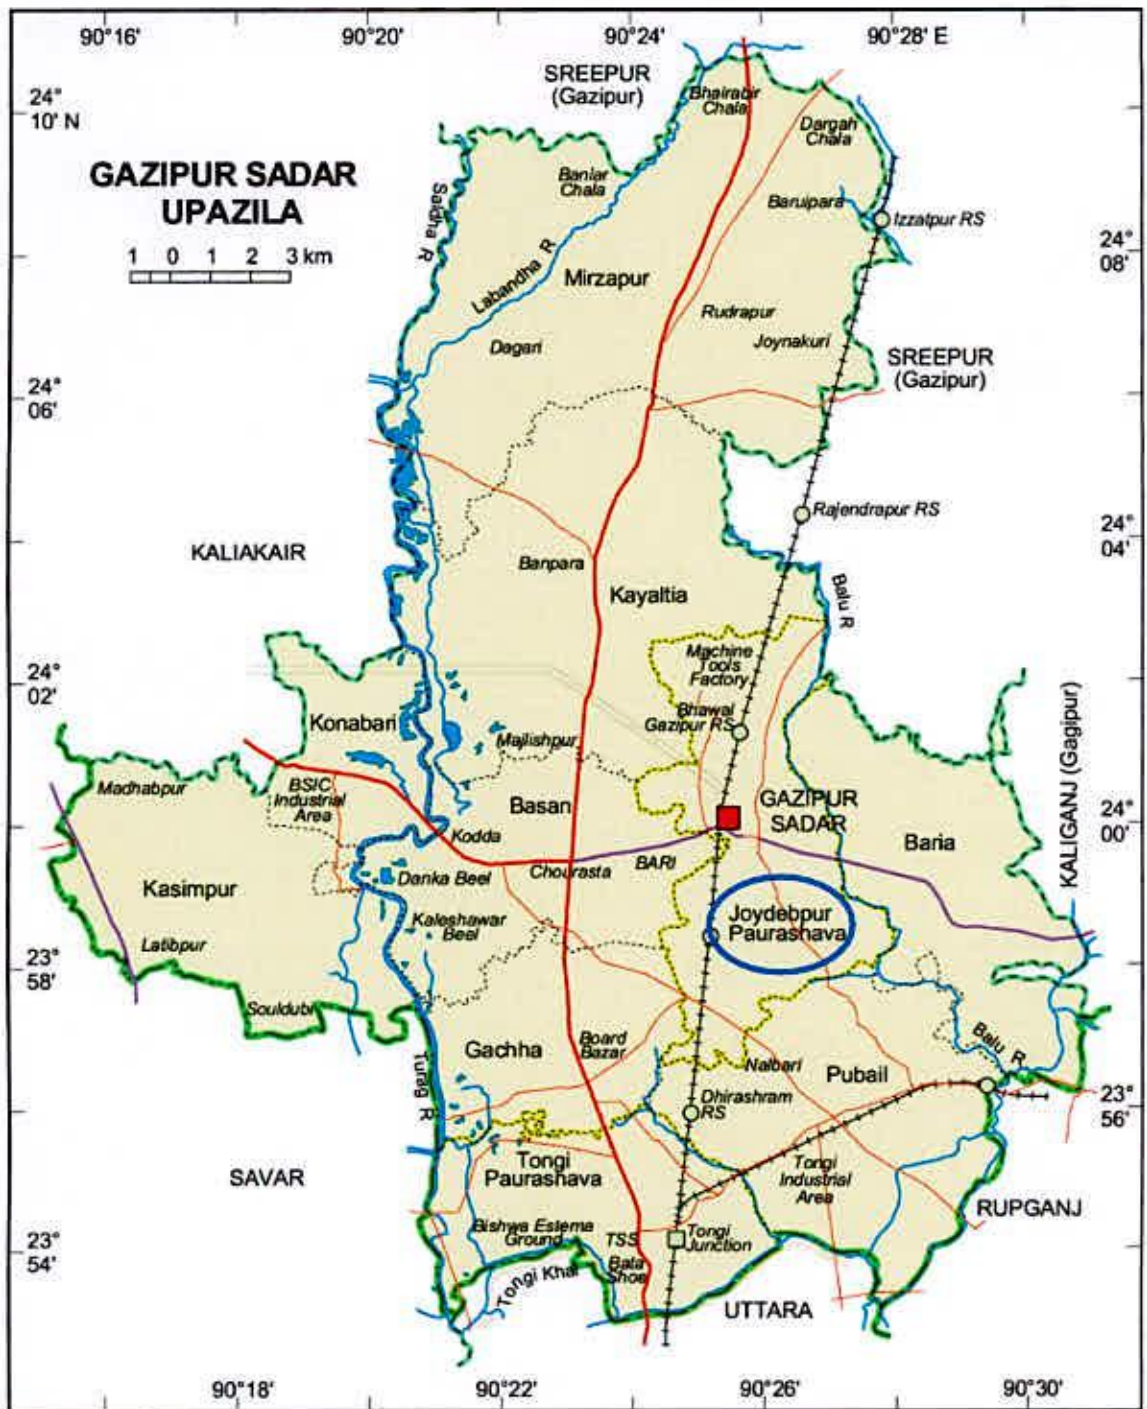 90°16'
90°20'
90°24'
90°28' E
24°
10' N
SREEPUR
(Gazipur)
Bhairabir
Chala
Dargah
Chala
GAZIPUR SADAR
UPAZILA
1 0 1 2 3 km
Saldha R
Baniar
Chala
Baruipara
Izzatpur RS
24°
08'
Labandha R
Mirzapur
Rudrapur
Joynakuri
Dagari
SREEPUR
(Gazipur)
24°
06'
Rajendrapur RS
24°
04'
KALIAKAIR
Banpara
Kayaltia
Balu R
24°
02'
Machine
Tools
Factory
Bhawal
Gazipur RS
Konabari
Majlishpur
KALIGANJ (Gagipur)
Madhabpur
BSIC
Industrial
Area
Basan
GAZIPUR
SADAR
24°
00'
Kodda
Baria
Chourasta
BARI
Kasimpur
Danka Beel
Kaleshawar
Beel
Joydebpur
Paurashava
Latibpur
23°
58'
Souldubi
Gachha
Board
Bazar
Balu R
Turag R
Nalbari
Pubail
Dhirashram
RS
23°
56'
SAVAR
Tongi
Paurashava
Tongi
Industrial
Area
RUPGANJ
Bishwa Estema
Ground
TSS
Tongi
Junction
23°
54'
Bata
Shoe
Tongi Khal
UTTARA
90°18'
90°22'
90°26'
90°30'